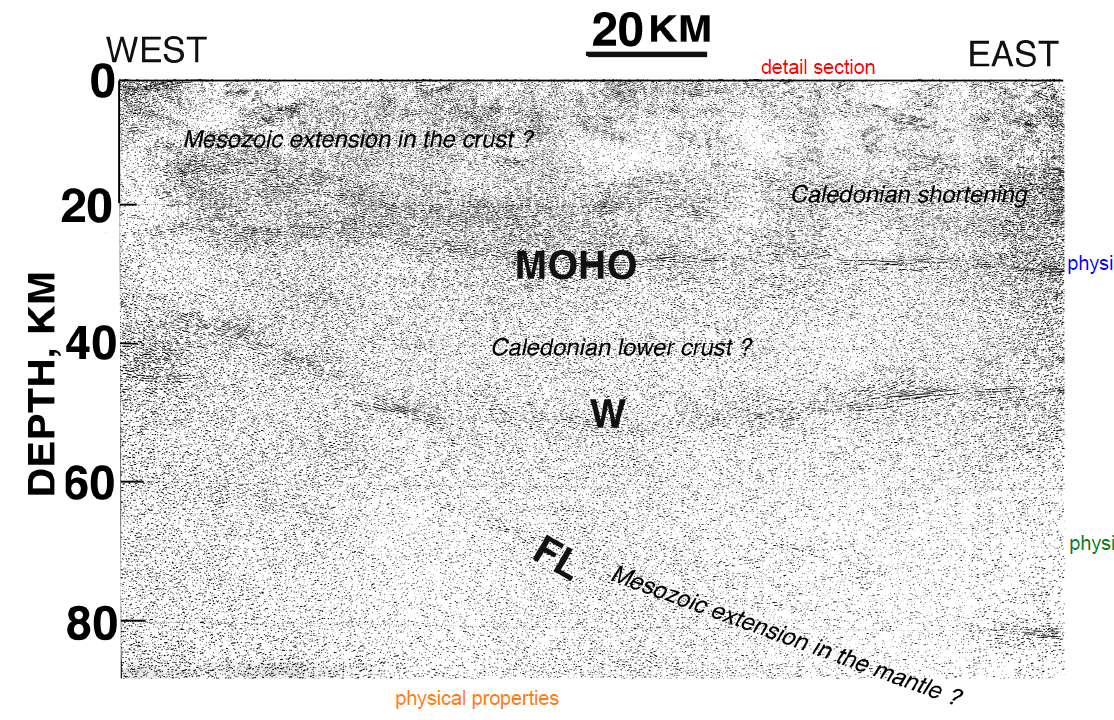 20 KM
WEST
EAST
detail section
0
Mesozoic extension in the crust ?
Caledonian shortening
20
MOHO
physi
DEPTH, KM
40
Caledonian lower crust ?
W
60
FL
physi
Mesozoic extension in the mantle ?
80
physical properties